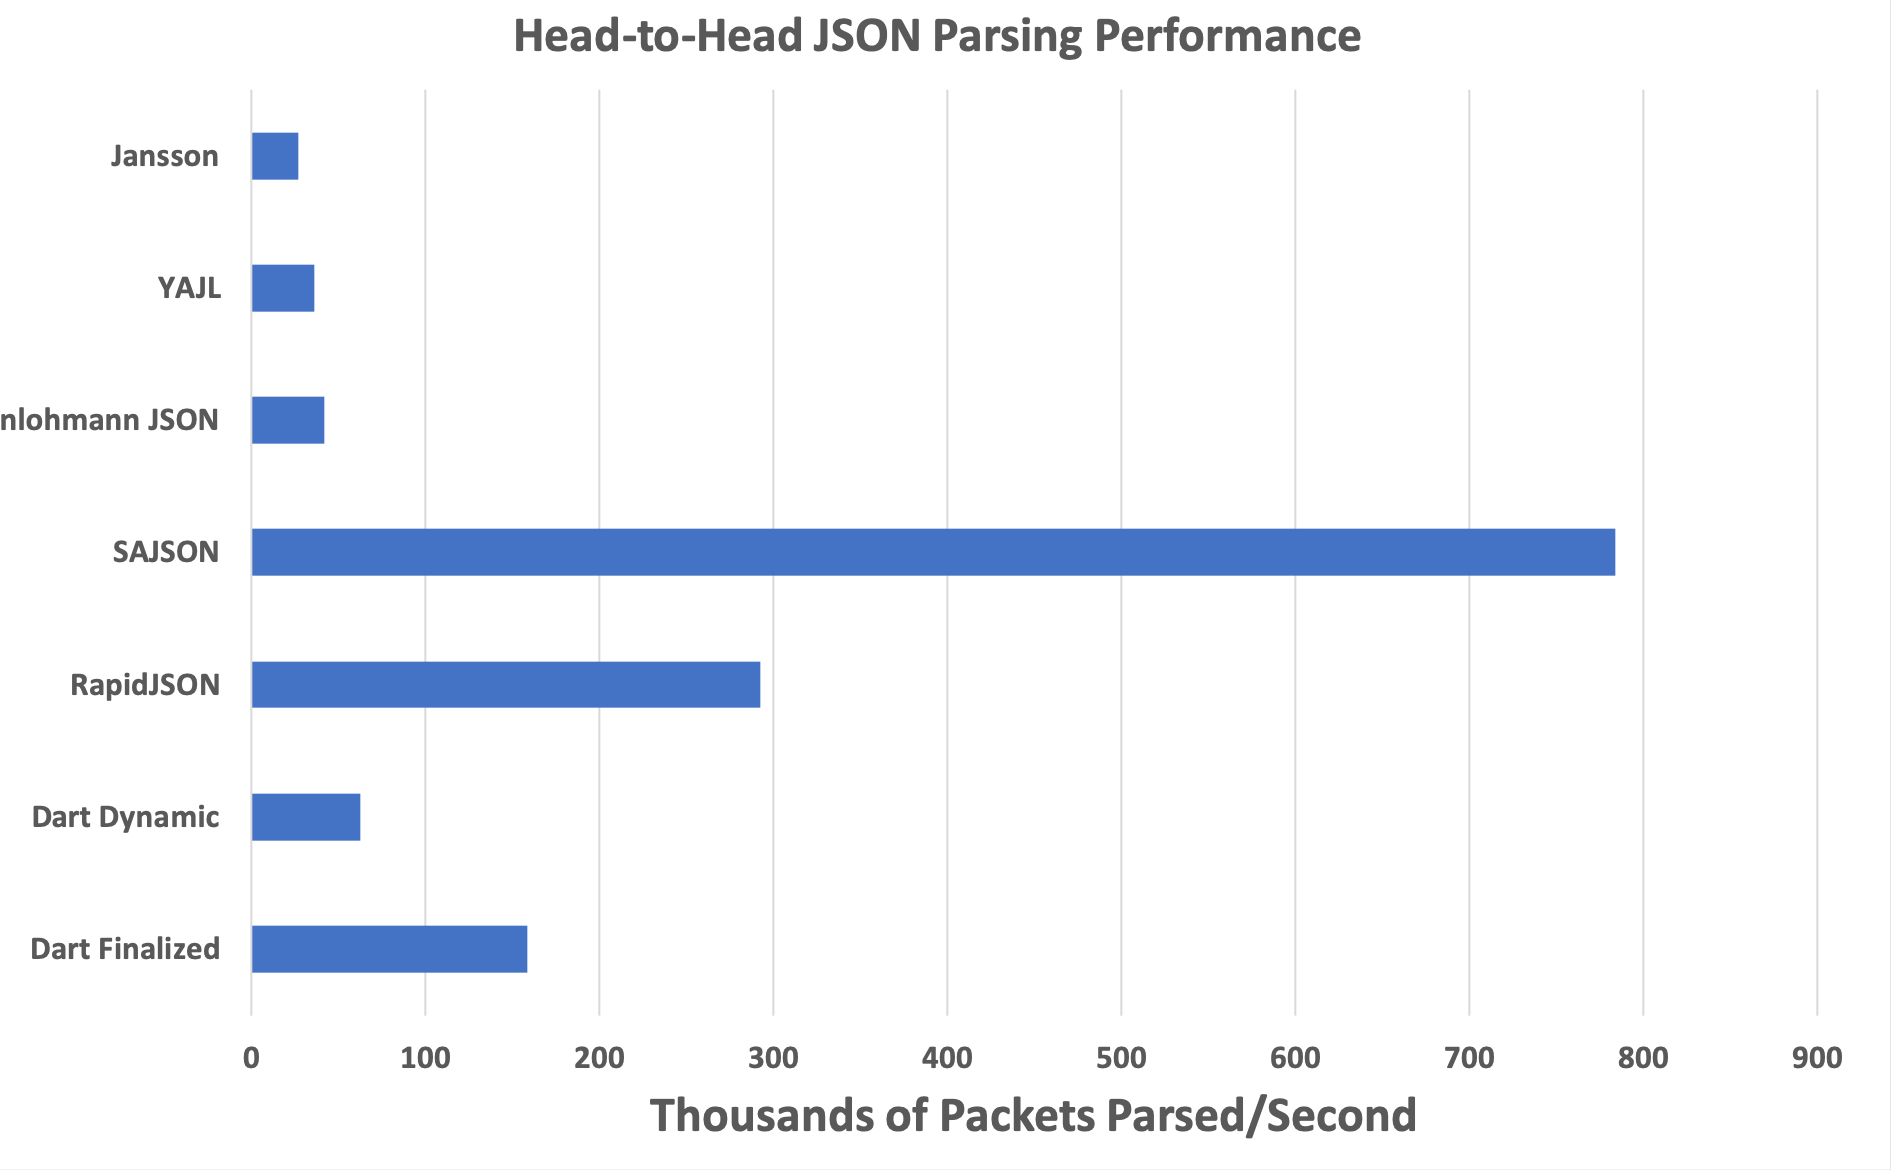 Head-to-Head JSON Parsing Performance
Jansson
YAJL
nlohmann JSON
SAJSON
RapidJSON
Dart Dynamic
Dart Finalized
0 100 200 300 400 500 600 700 800 900
Thousands of Packets Parsed/Second